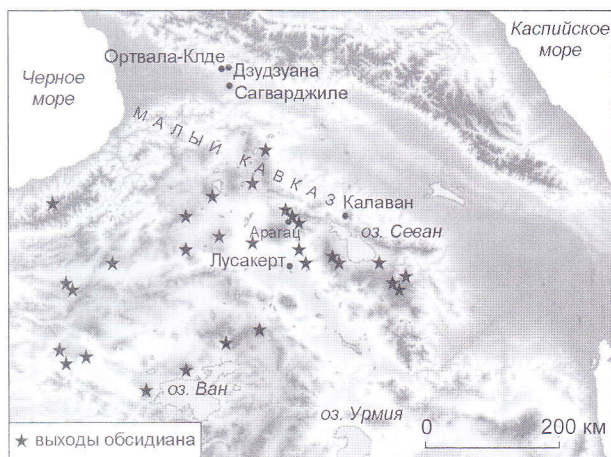 Каспийское
море
Черное
море
Ортвала-Клде
Дзудзуана
Сагварджиле
МАЛЫЙ КАВКАЗ
Калаван
Арагац
оз. Севан
Лусакерт
оз. Ван
оз. Урмия
0 200 км
★ выходы обсидиана